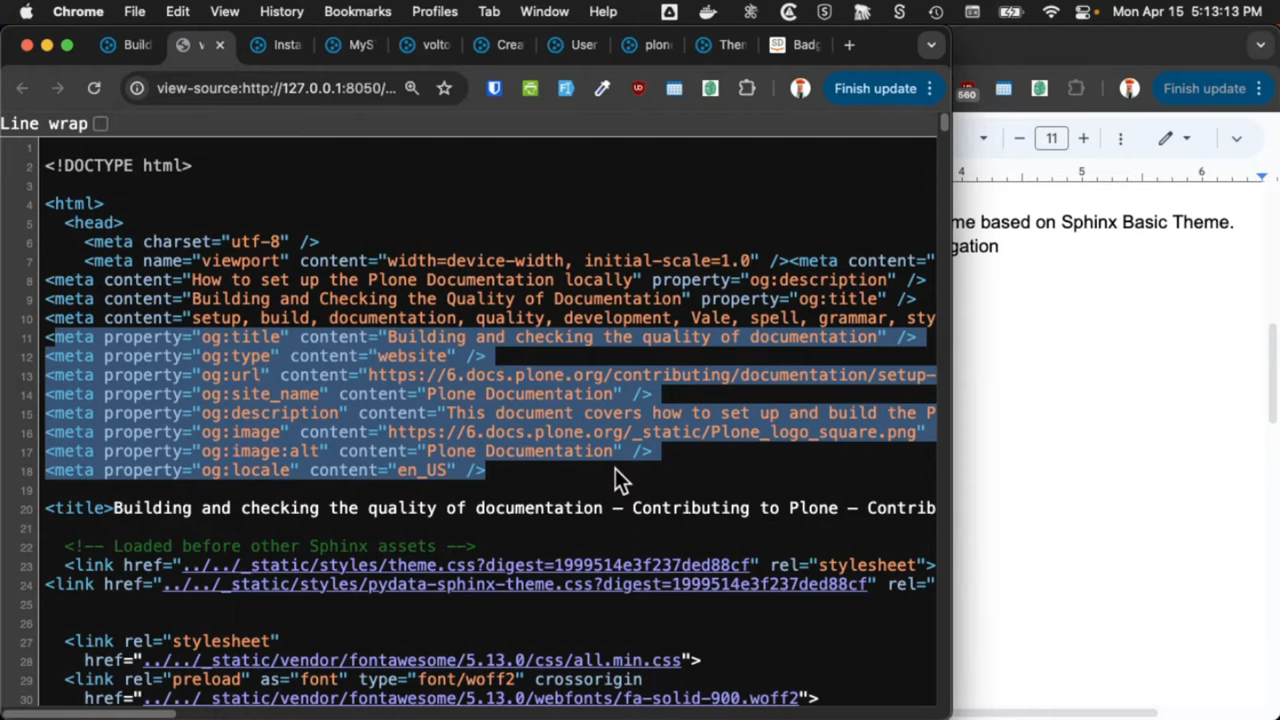 Chrome File Edit View History Bookmarks Profiles Tab Window Help Mon Apr 15 5:13:13 PM
Build Insta MyS volto Crea User plon Ther SD Badg
view-source:http://127.0.0.1:8050/... Finish update 560 Finish update
Line wrap
11
4 5 6
1
2 <!DOCTYPE html>
3
4 <html>
5 <head>
6 <meta charset="utf-8" />
7 <meta name="viewport" content="width=device-width, initial-scale=1.0" /><meta content="
8 <meta content="How to set up the Plone Documentation locally" property="og:description" />
9 <meta content="Building and Checking the Quality of Documentation" property="og:title" />
10 <meta content="setup, build, documentation, quality, development, Vale, spell, grammar, sty
11 <meta property="og:title" content="Building and checking the quality of documentation" />
12 <meta property="og:type" content="website" />
13 <meta property="og:url" content="https://6.docs.plone.org/contributing/documentation/setup-
14 <meta property="og:site_name" content="Plone Documentation" />
15 <meta property="og:description" content="This document covers how to set up and build the P
16 <meta property="og:image" content="https://6.docs.plone.org/_static/Plone_logo_square.png"
17 <meta property="og:image:alt" content="Plone Documentation" />
18 <meta property="og:locale" content="en_US" />
19
20 <title>Building and checking the quality of documentation — Contributing to Plone — Contrib
21
22 <!-- Loaded before other Sphinx assets -->
23 <link href="../../_static/styles/theme.css?digest=1999514e3f237ded88cf" rel="stylesheet">
24 <link href="../../_static/styles/pydata-sphinx-theme.css?digest=1999514e3f237ded88cf" rel="
25
26
27 <link rel="stylesheet"
28 href="../../_static/vendor/fontawesome/5.13.0/css/all.min.css">
29 <link rel="preload" as="font" type="font/woff2" crossorigin
30 href="../../_static/vendor/fontawesome/5.13.0/webfonts/fa-solid-900.woff2">
me based on Sphinx Basic Theme.
gation